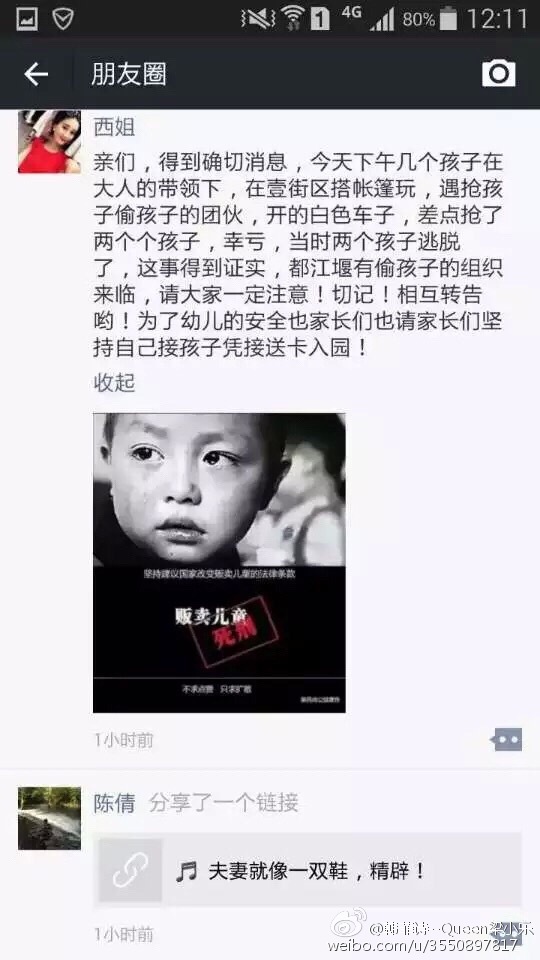 1
4G
80%
12:11
朋友圈
西姐
亲们，得到确切消息，今天下午几个孩子在
大人的带领下，在壹街区搭帐篷玩，遇抢孩
子偷孩子的团伙，开的白色车子，差点抢了
两个个孩子，幸亏，当时两个孩子逃脱
了，这事得到证实，都江堰有偷孩子的组织
来临，请大家一定注意！切记！相互转告
哟！为了幼儿的安全也家长们也请家长们坚
持自己接孩子凭接送卡入园！
收起
坚持建议国家改变贩卖儿童的法律条款
贩卖儿童
死刑
不求点赞 只求扩散
1小时前
陈倩 分享了一个链接
夫妻就像一双鞋，精辟！
1小时前
weibo.com/u/3550897817